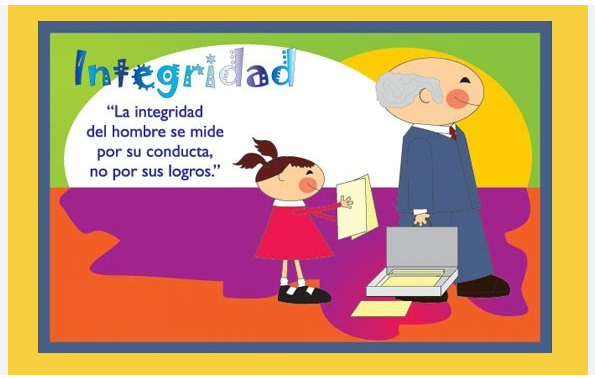 Integridad
“La integridad
del hombre se mide
por su conducta,
no por sus logros.”